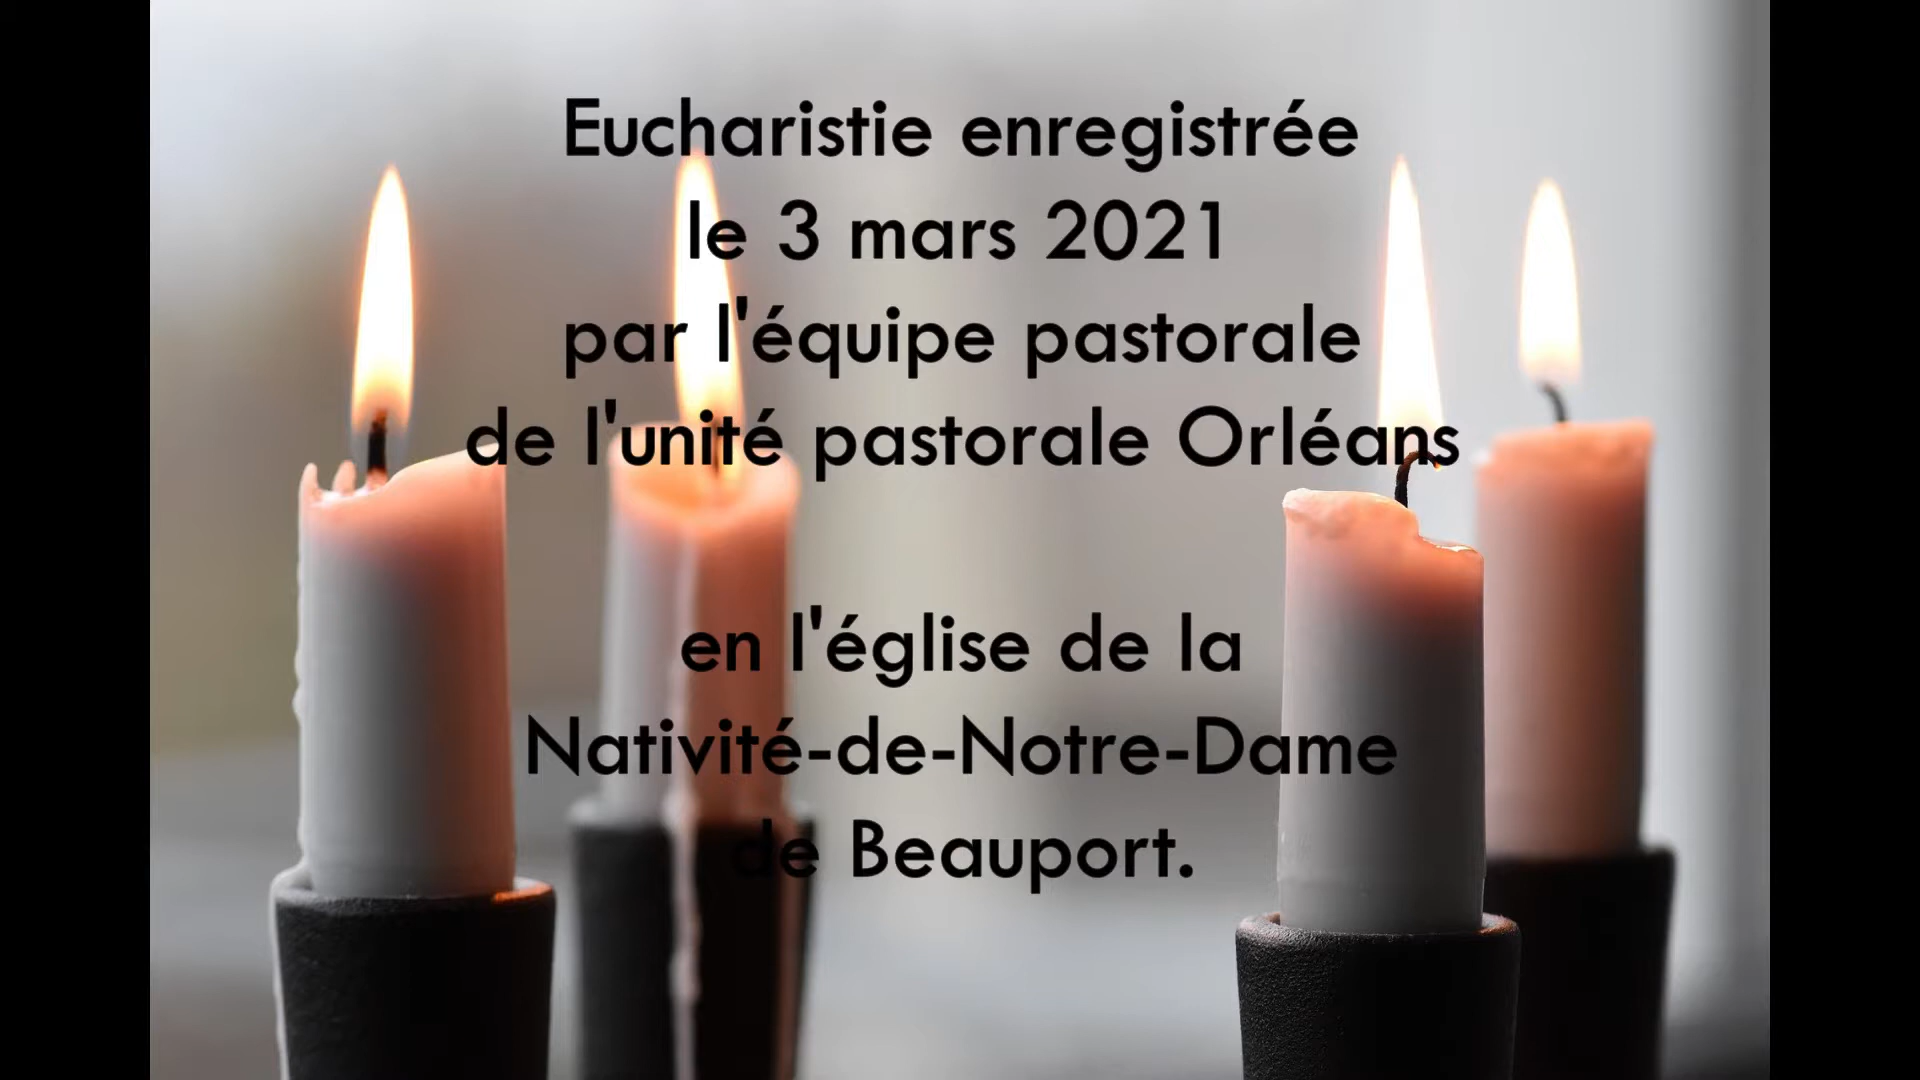 Eucharistie enregistrée
le 3 mars 2021
par l'équipe pastorale
de l'unité pastorale Orléans
en l'église de la
Nativité-de-Notre-Dame
de Beauport.